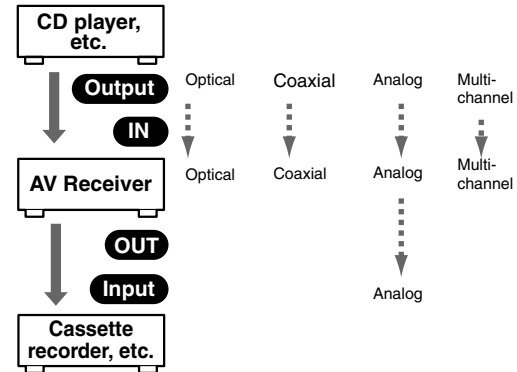 CD player,
etc.
Output
Optical
Coaxial
Analog
Multi-
channel
IN
AV Receiver
Optical
Coaxial
Analog
Multi-
channel
OUT
Input
Analog
Cassette
recorder, etc.